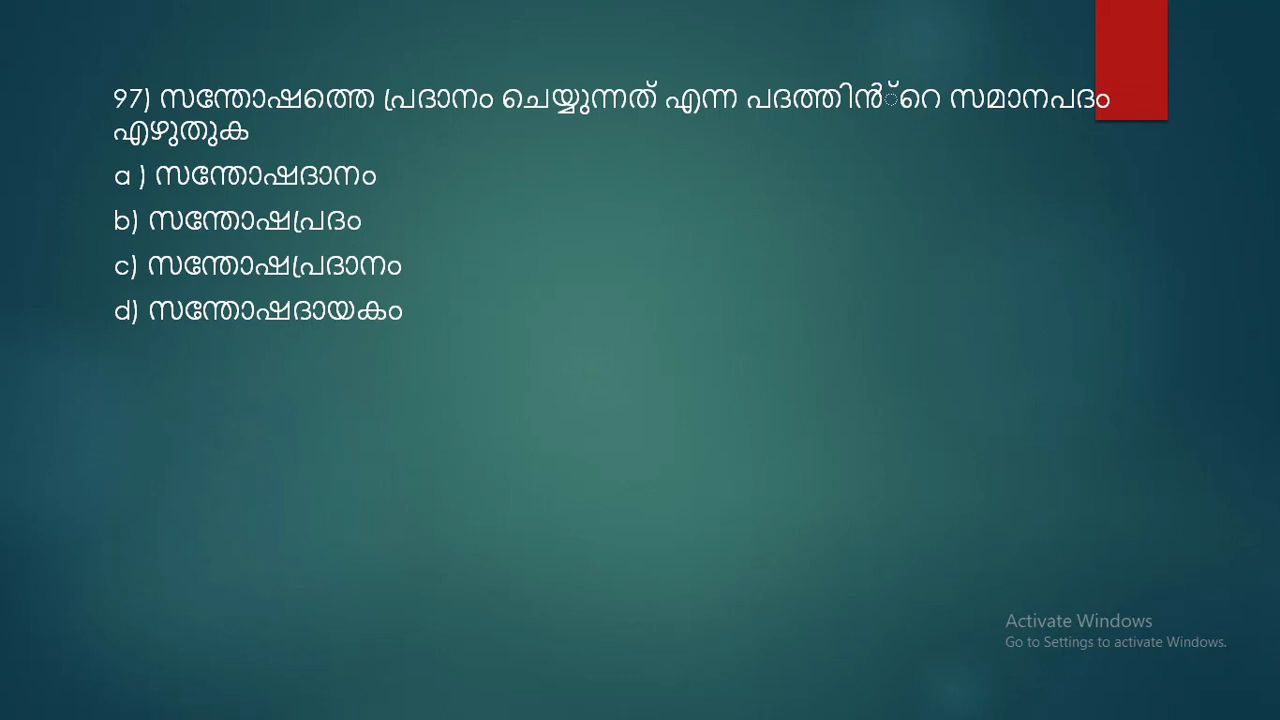 97) സന്തോഷത്തെ പ്രദാനം ചെയ്യുന്നത് എന്ന പദത്തിൻ്റെ സമാനപദം
എഴുതുക
a ) സന്തോഷദാനം
b) സന്തോഷപ്രദം
c) സന്തോഷപ്രദാനം
d) സന്തോഷദായകം
Activate Windows
Go to Settings to activate Windows.